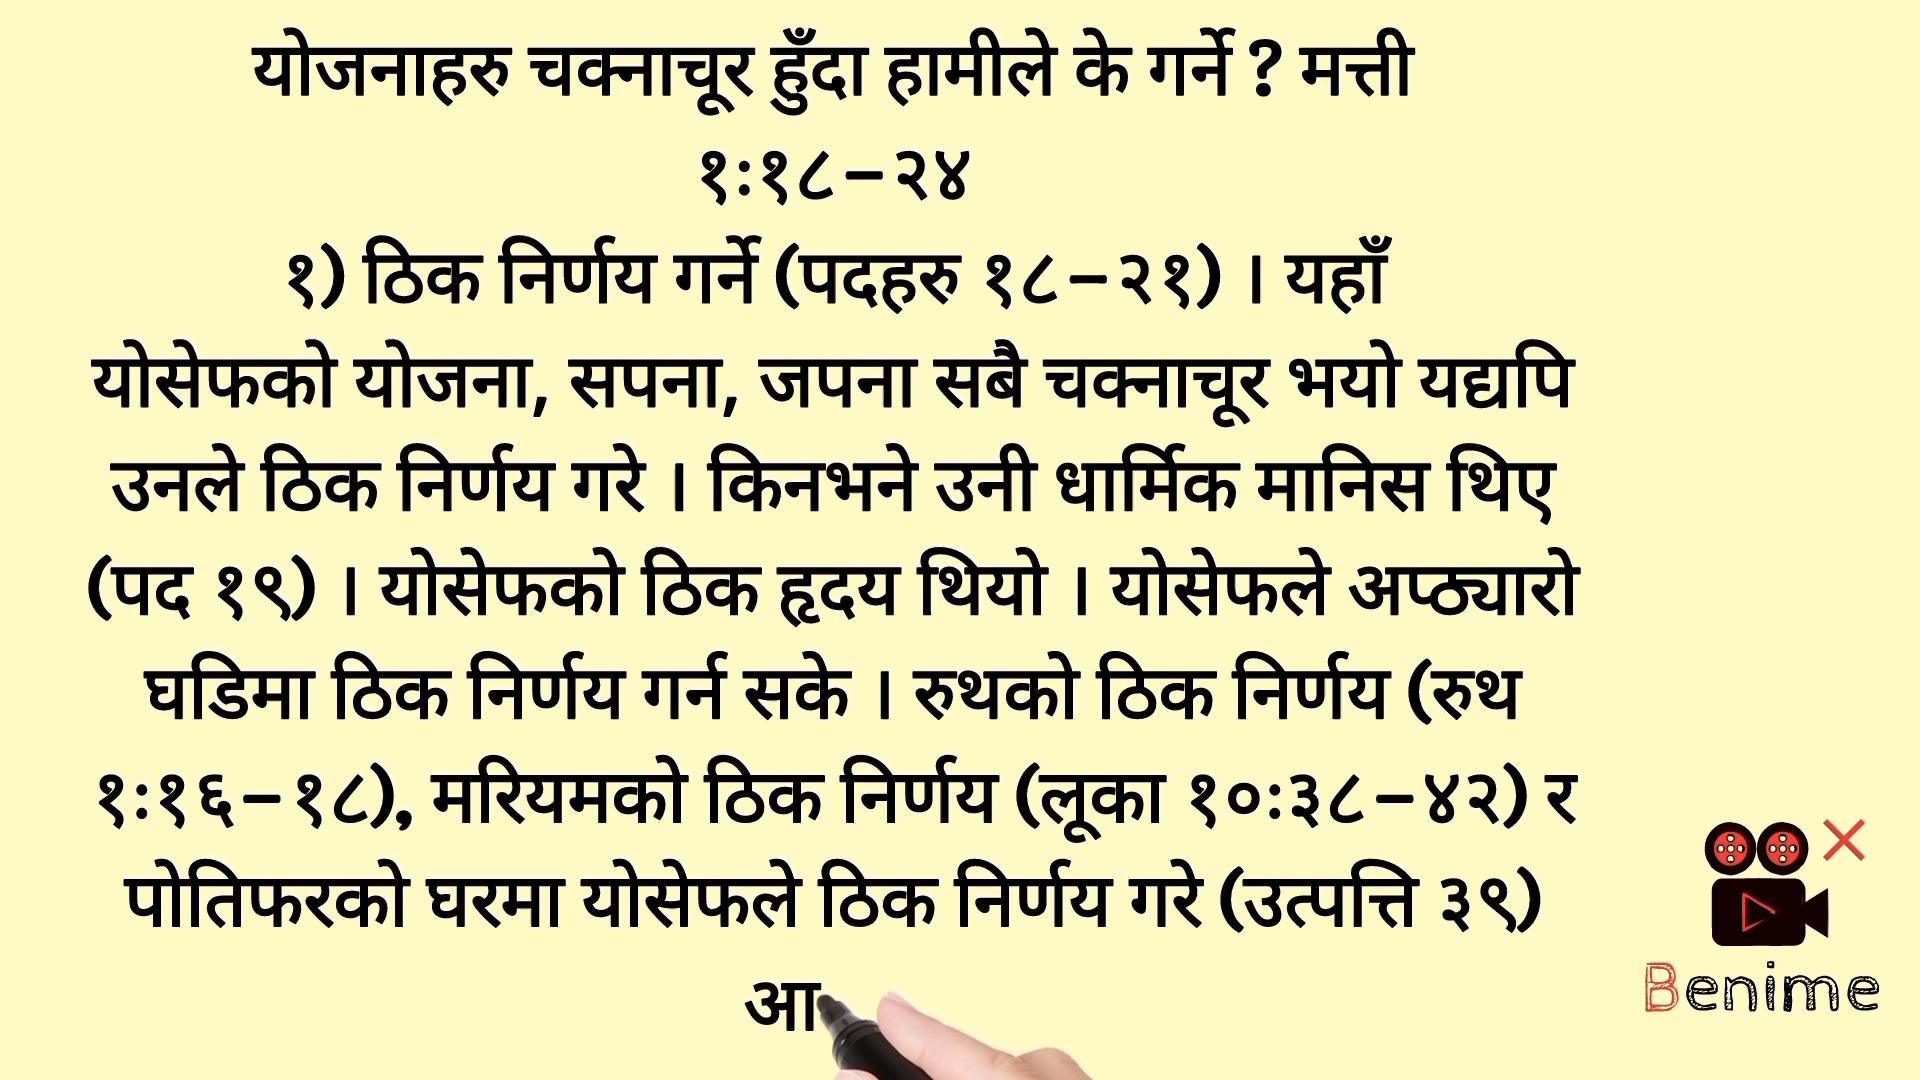 योजनाहरु चक्नाचूर हुँदा हामीले के गर्ने ? मत्ती
१:१८–२४
१) ठिक निर्णय गर्ने (पदहरु १८–२१) । यहाँ
योसेफको योजना, सपना, जपना सबै चक्नाचूर भयो यद्यपि
उनले ठिक निर्णय गरे । किनभने उनी धार्मिक मानिस थिए
(पद १९) । योसेफको ठिक हृदय थियो । योसेफले अप्ठ्यारो
घडिमा ठिक निर्णय गर्न सके । रुथको ठिक निर्णय (रुथ
१:१६–१८), मरियमको ठिक निर्णय (लूका १०:३८–४२) र
पोतिफरको घरमा योसेफले ठिक निर्णय गरे (उत्पत्ति ३९)
आ
Benime